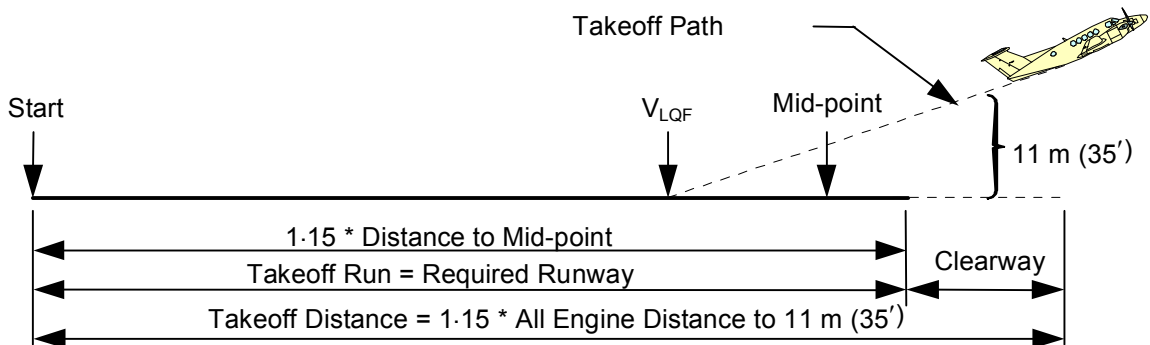 Takeoff Path
Start
V_LQF
Mid-point
11 m (35′)
1·15 * Distance to Mid-point
Takeoff Run = Required Runway
Clearway
Takeoff Distance = 1·15 * All Engine Distance to 11 m (35′)